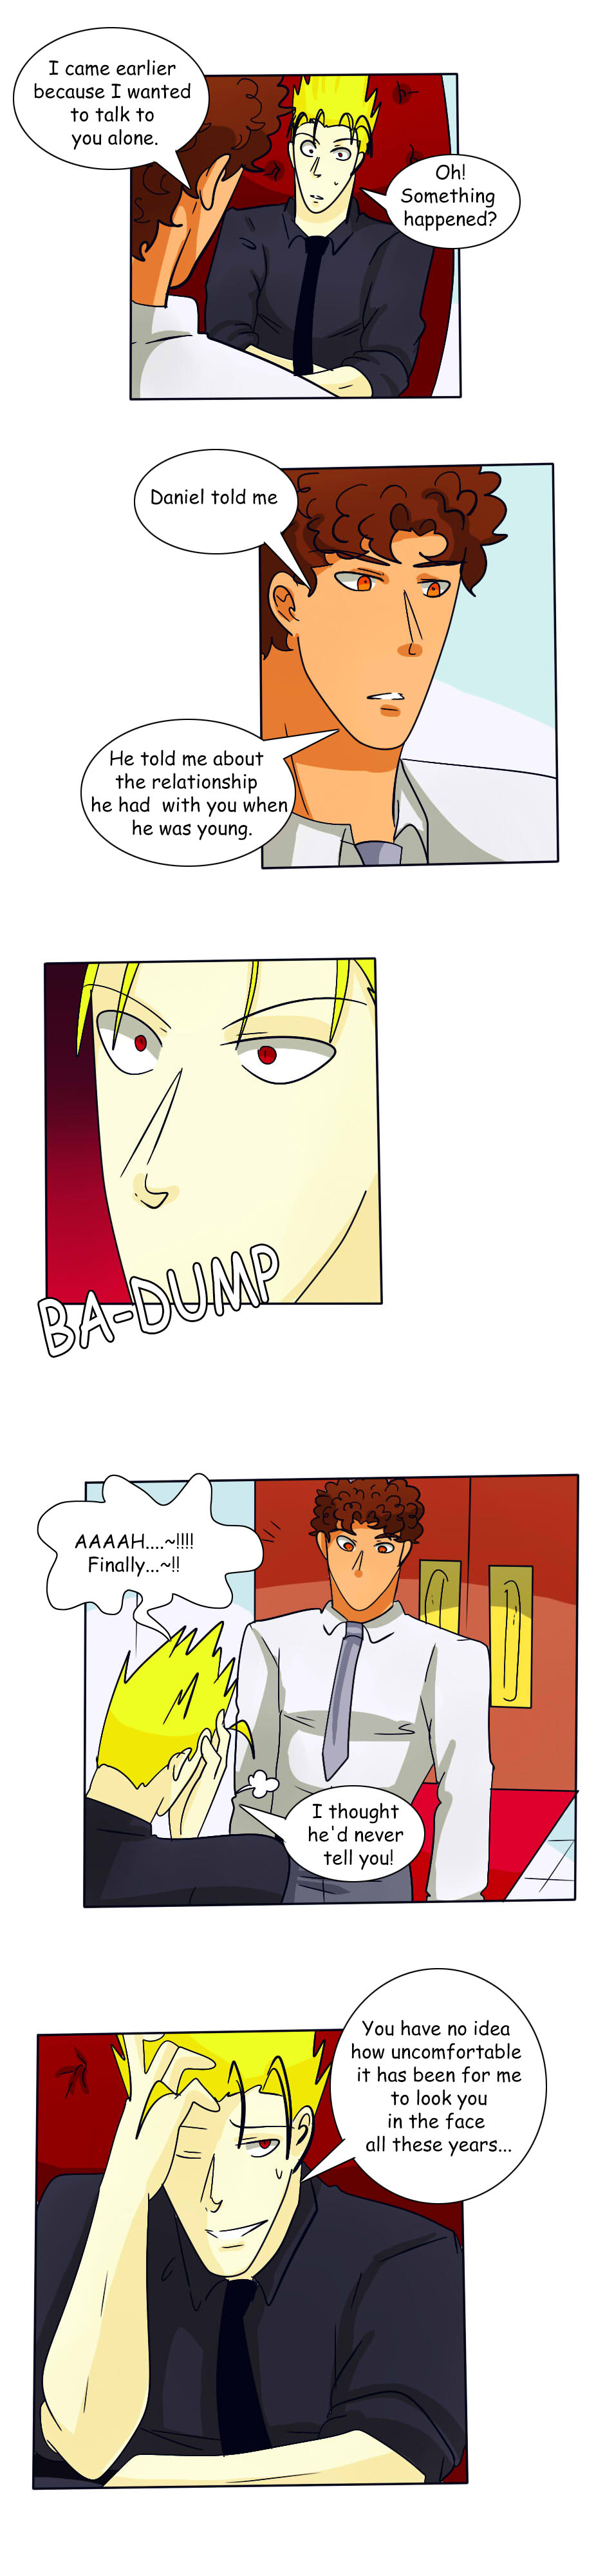 I came earlier
because I wanted
to talk to
you alone.
Oh!
Something
happened?
Daniel told me
He told me about
the relationship
he had with you when
he was young.
BA-DUMP
AAAAH....~!!!!
Finally...~!!
I thought
he'd never
tell you!
You have no idea
how uncomfortable
it has been for me
to look you
in the face
all these years...